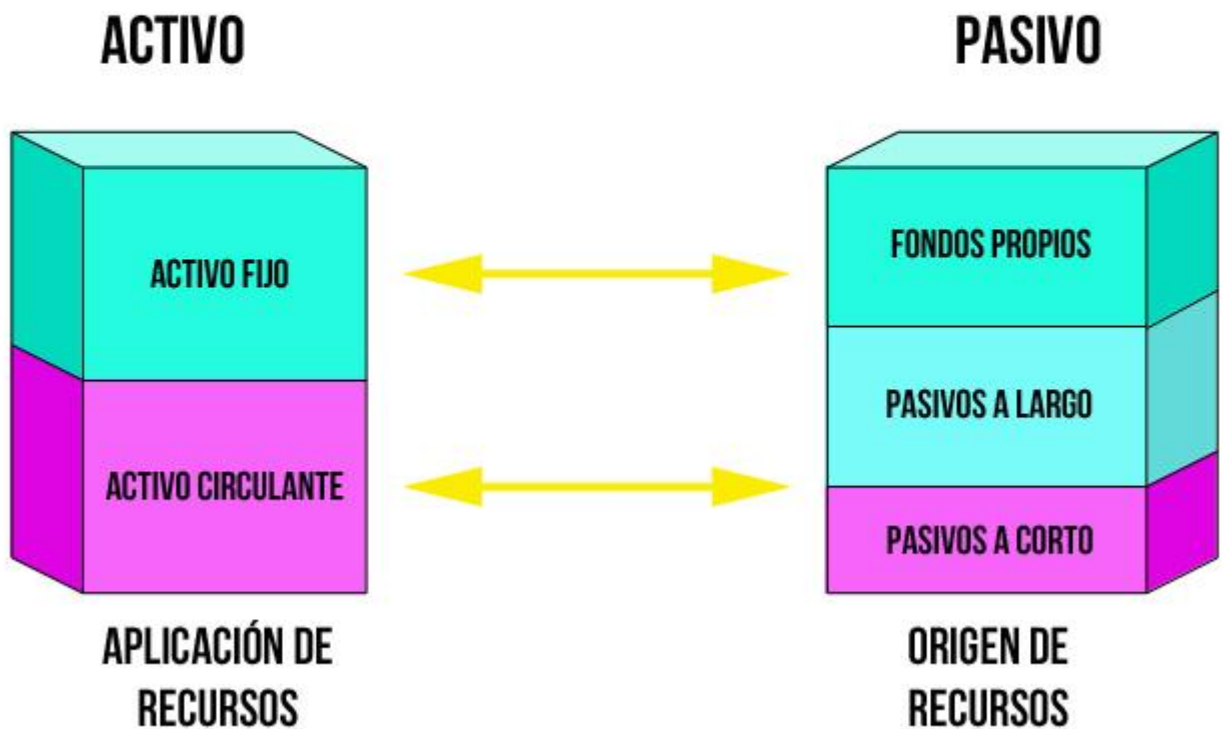 ACTIVO
PASIVO
ACTIVO FIJO
FONDOS PROPIOS
PASIVOS A LARGO
ACTIVO CIRCULANTE
PASIVOS A CORTO
APLICACIÓN DE
RECURSOS
ORIGEN DE
RECURSOS